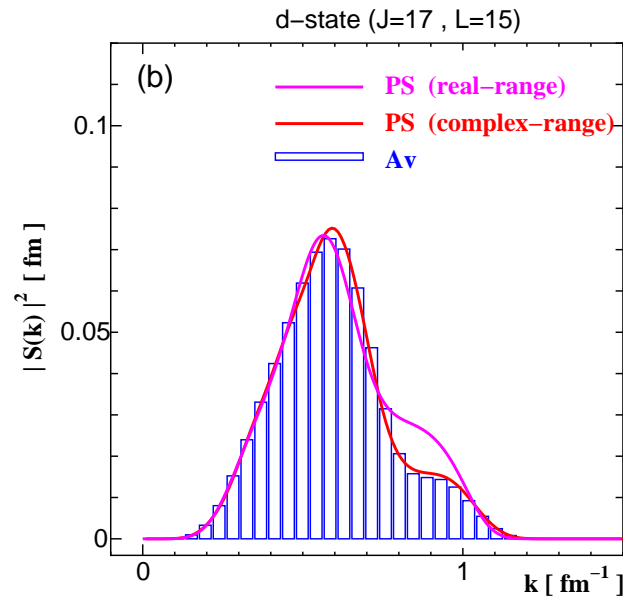 d−state (J=17 , L=15)
(b)
PS (real−range)
PS (complex−range)
Av
0.1
0.05
0
| S(k) |² [ fm]
0
1
k [ fm⁻¹]